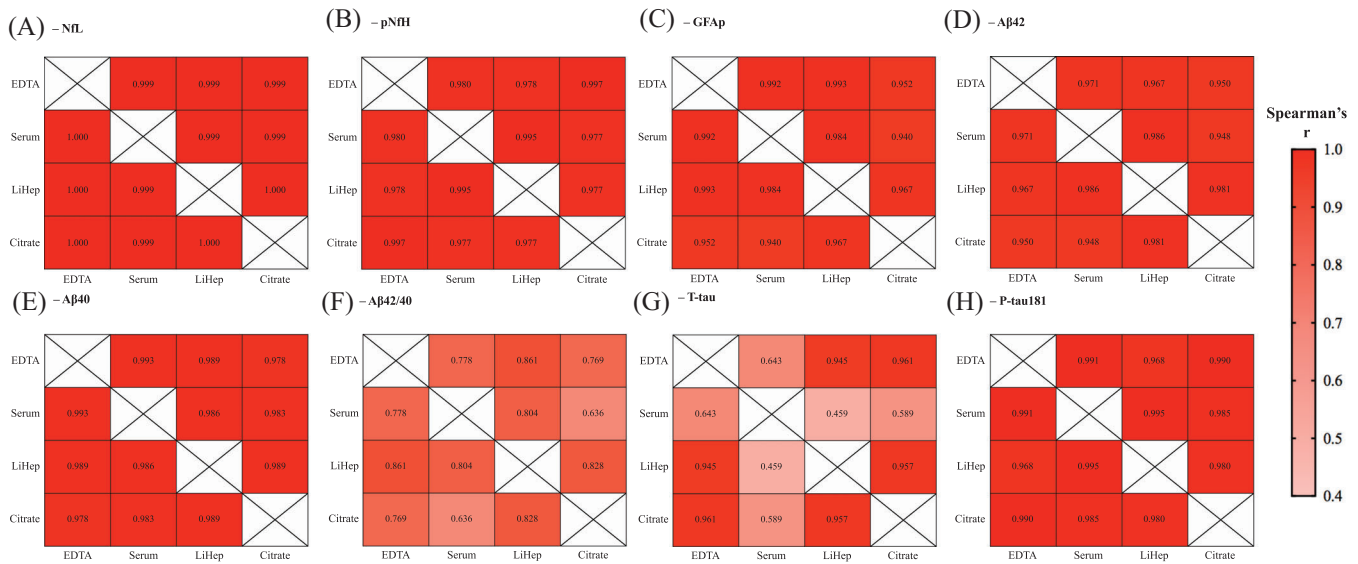 (A) – NfL
EDTA 0.999 0.999 0.999
Serum 1.000 0.999 0.999
LiHep 1.000 0.999 1.000
Citrate 1.000 0.999 1.000
EDTA Serum LiHep Citrate
(B) – pNfH
EDTA 0.980 0.978 0.997
Serum 0.980 0.995 0.977
LiHep 0.978 0.995 0.977
Citrate 0.997 0.977 0.977
EDTA Serum LiHep Citrate
(C) – GFAp
EDTA 0.992 0.993 0.952
Serum 0.992 0.984 0.940
LiHep 0.993 0.984 0.967
Citrate 0.952 0.940 0.967
EDTA Serum LiHep Citrate
(D) – Aβ42
EDTA 0.971 0.967 0.950
Serum 0.971 0.986 0.948
LiHep 0.967 0.986 0.981
Citrate 0.950 0.948 0.981
EDTA Serum LiHep Citrate
(E) – Aβ40
EDTA 0.993 0.989 0.978
Serum 0.993 0.986 0.983
LiHep 0.989 0.986 0.989
Citrate 0.978 0.983 0.989
EDTA Serum LiHep Citrate
(F) – Aβ42/40
EDTA 0.778 0.861 0.769
Serum 0.778 0.804 0.636
LiHep 0.861 0.804 0.828
Citrate 0.769 0.636 0.828
EDTA Serum LiHep Citrate
(G) – T-tau
EDTA 0.643 0.945 0.961
Serum 0.643 0.459 0.589
LiHep 0.945 0.459 0.957
Citrate 0.961 0.589 0.957
EDTA Serum LiHep Citrate
(H) – P-tau181
EDTA 0.991 0.968 0.990
Serum 0.991 0.995 0.985
LiHep 0.968 0.995 0.980
Citrate 0.990 0.985 0.980
EDTA Serum LiHep Citrate
Spearman's
r
1.0
0.9
0.8
0.7
0.6
0.5
0.4